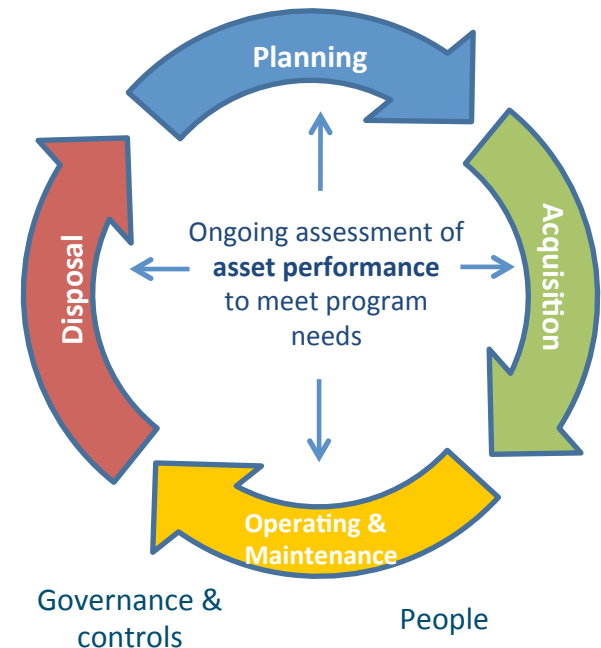 Planning
Acquisition
Ongoing assessment of
asset performance
to meet program
needs
Disposal
Operating &
Maintenance
Governance &
controls
People